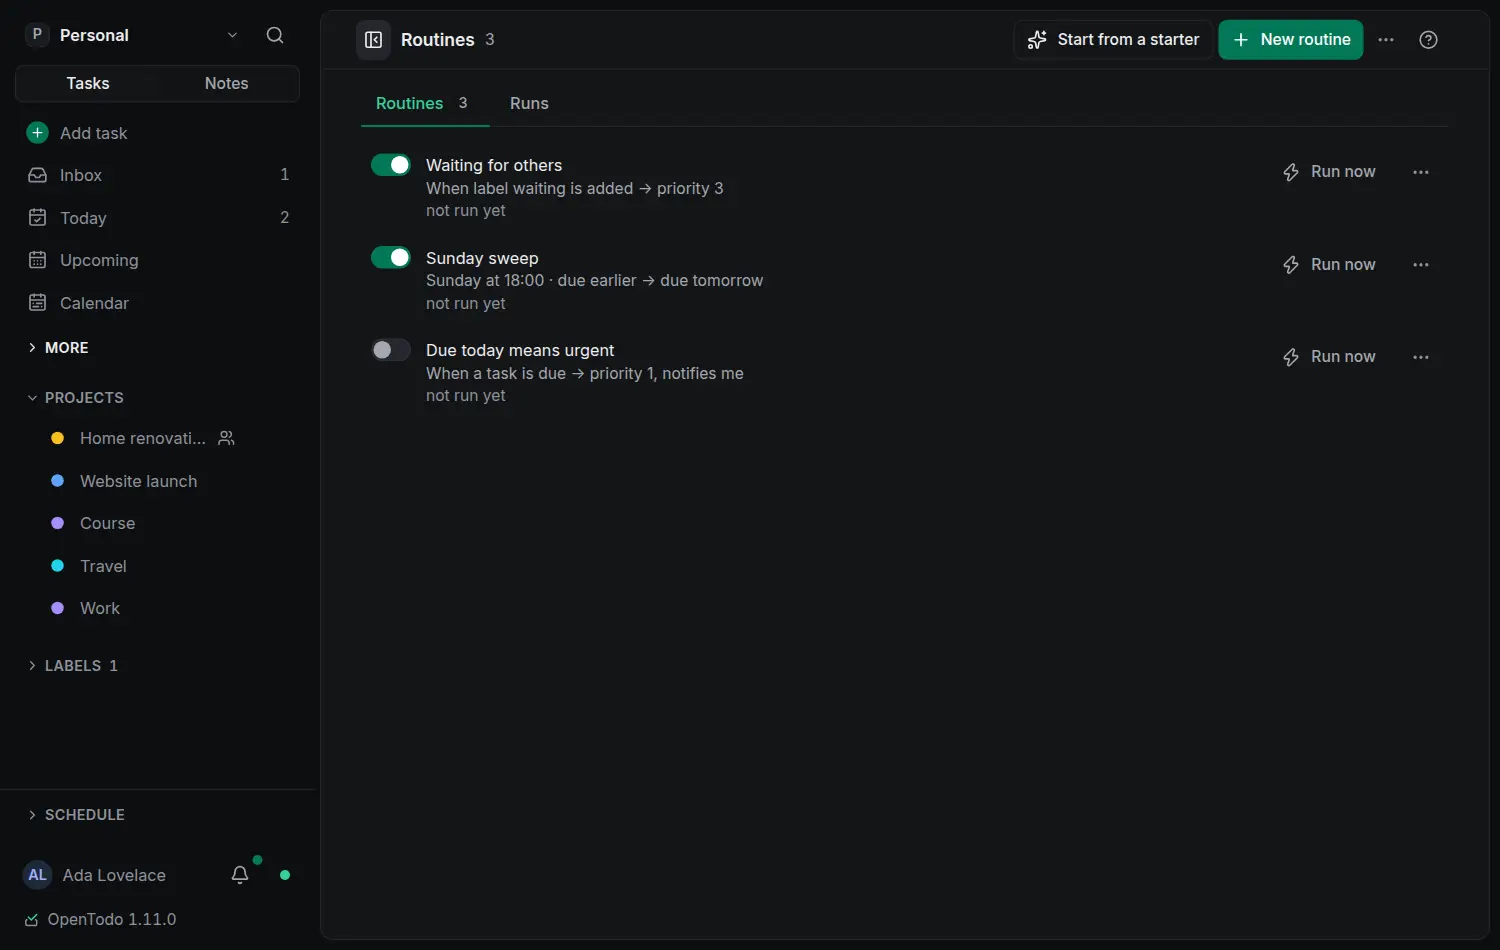 P Personal
Tasks Notes
Add task
Inbox 1
Today 2
Upcoming
Calendar
MORE
PROJECTS
Home renovati...
Website launch
Course
Travel
Work
LABELS 1
SCHEDULE
AL Ada Lovelace
OpenTodo 1.11.0
Routines 3
Start from a starter
New routine
Routines 3 Runs
Waiting for others
When label waiting is added → priority 3
not run yet
Run now
Sunday sweep
Sunday at 18:00 · due earlier → due tomorrow
not run yet
Run now
Due today means urgent
When a task is due → priority 1, notifies me
not run yet
Run now